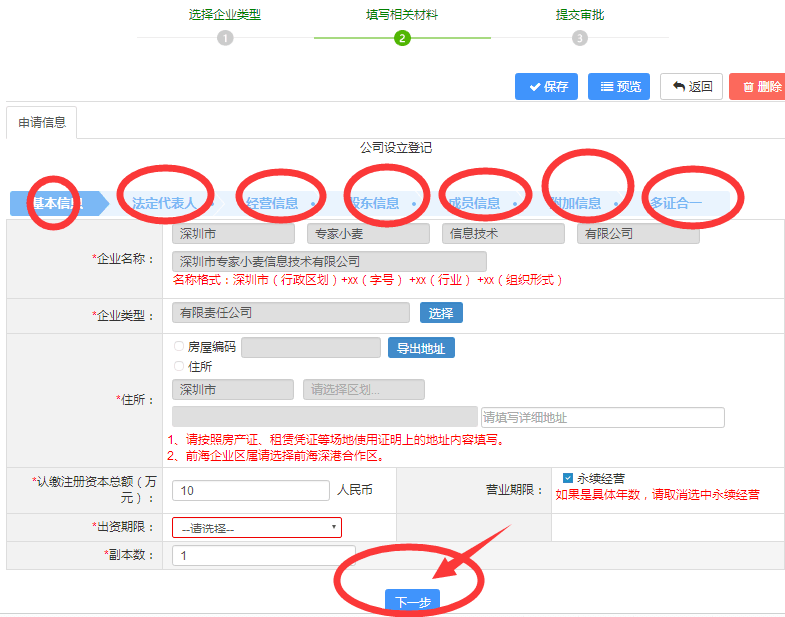 选择企业类型 填写相关材料 提交审批
1 2 3
保存 预览 返回 删除
申请信息
公司设立登记
基本信息 法定代表人 经营信息 股东信息 成员信息 附加信息 多证合一
深圳市 专家小麦 信息技术 有限公司
*企业名称： 深圳市专家小麦信息技术有限公司
名称格式：深圳市（行政区划）+xx（字号） +xx（行业） +xx（组织形式）
*企业类型： 有限责任公司 选择
房屋编码 导出地址
住所
*住所： 深圳市 请选择区划...
请填写详细地址
1、请按照房产证、租赁凭证等场地使用证明上的地址内容填写。
2、前海企业区属请选择前海深港合作区。
*认缴注册资本总额（万
元）： 10 人民币 营业期限： 永续经营
如果是具体年数，请取消选中永续经营
*出资期限： --请选择--
*副本数： 1
下一步